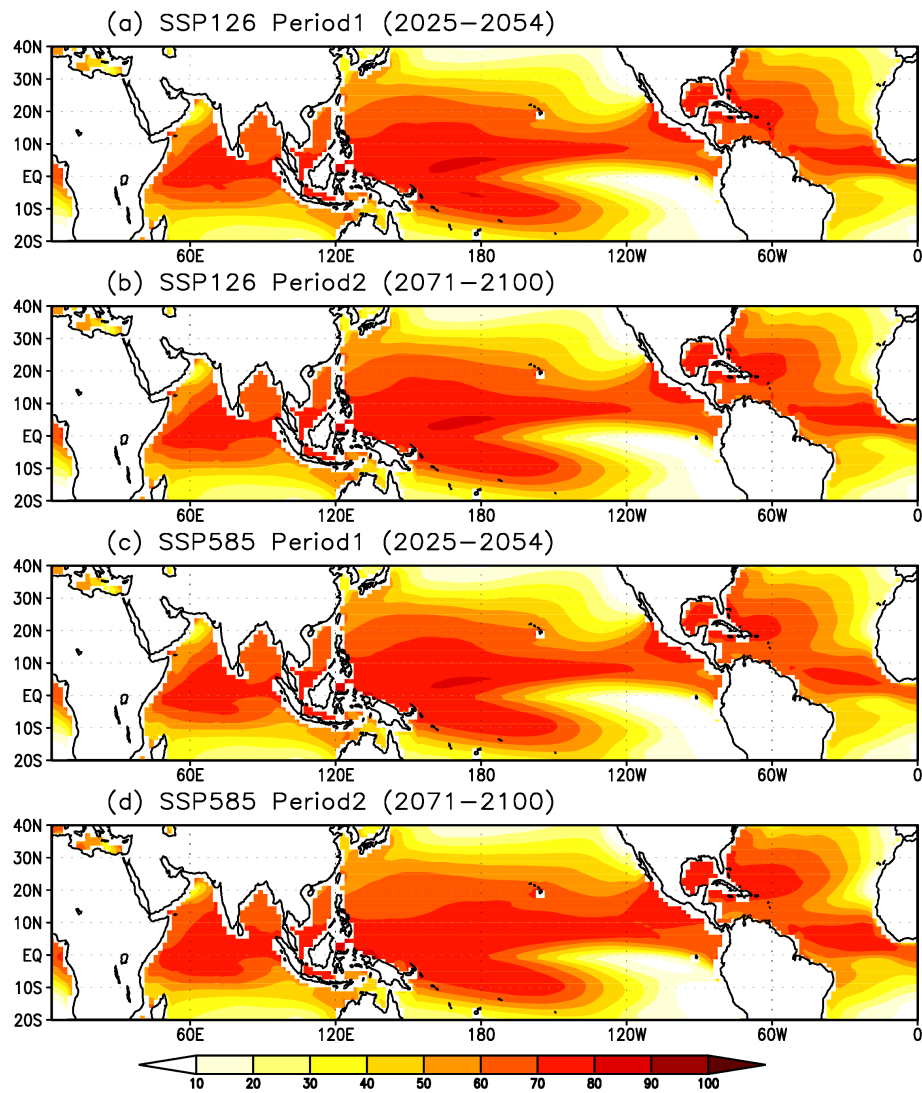 (a) SSP126 Period1 (2025−2054)
40N
30N
20N
10N
EQ
10S
20S
60E 120E 180 120W 60W 0
(b) SSP126 Period2 (2071−2100)
40N
30N
20N
10N
EQ
10S
20S
60E 120E 180 120W 60W 0
(c) SSP585 Period1 (2025−2054)
40N
30N
20N
10N
EQ
10S
20S
60E 120E 180 120W 60W 0
(d) SSP585 Period2 (2071−2100)
40N
30N
20N
10N
EQ
10S
20S
60E 120E 180 120W 60W 0
10 20 30 40 50 60 70 80 90 100